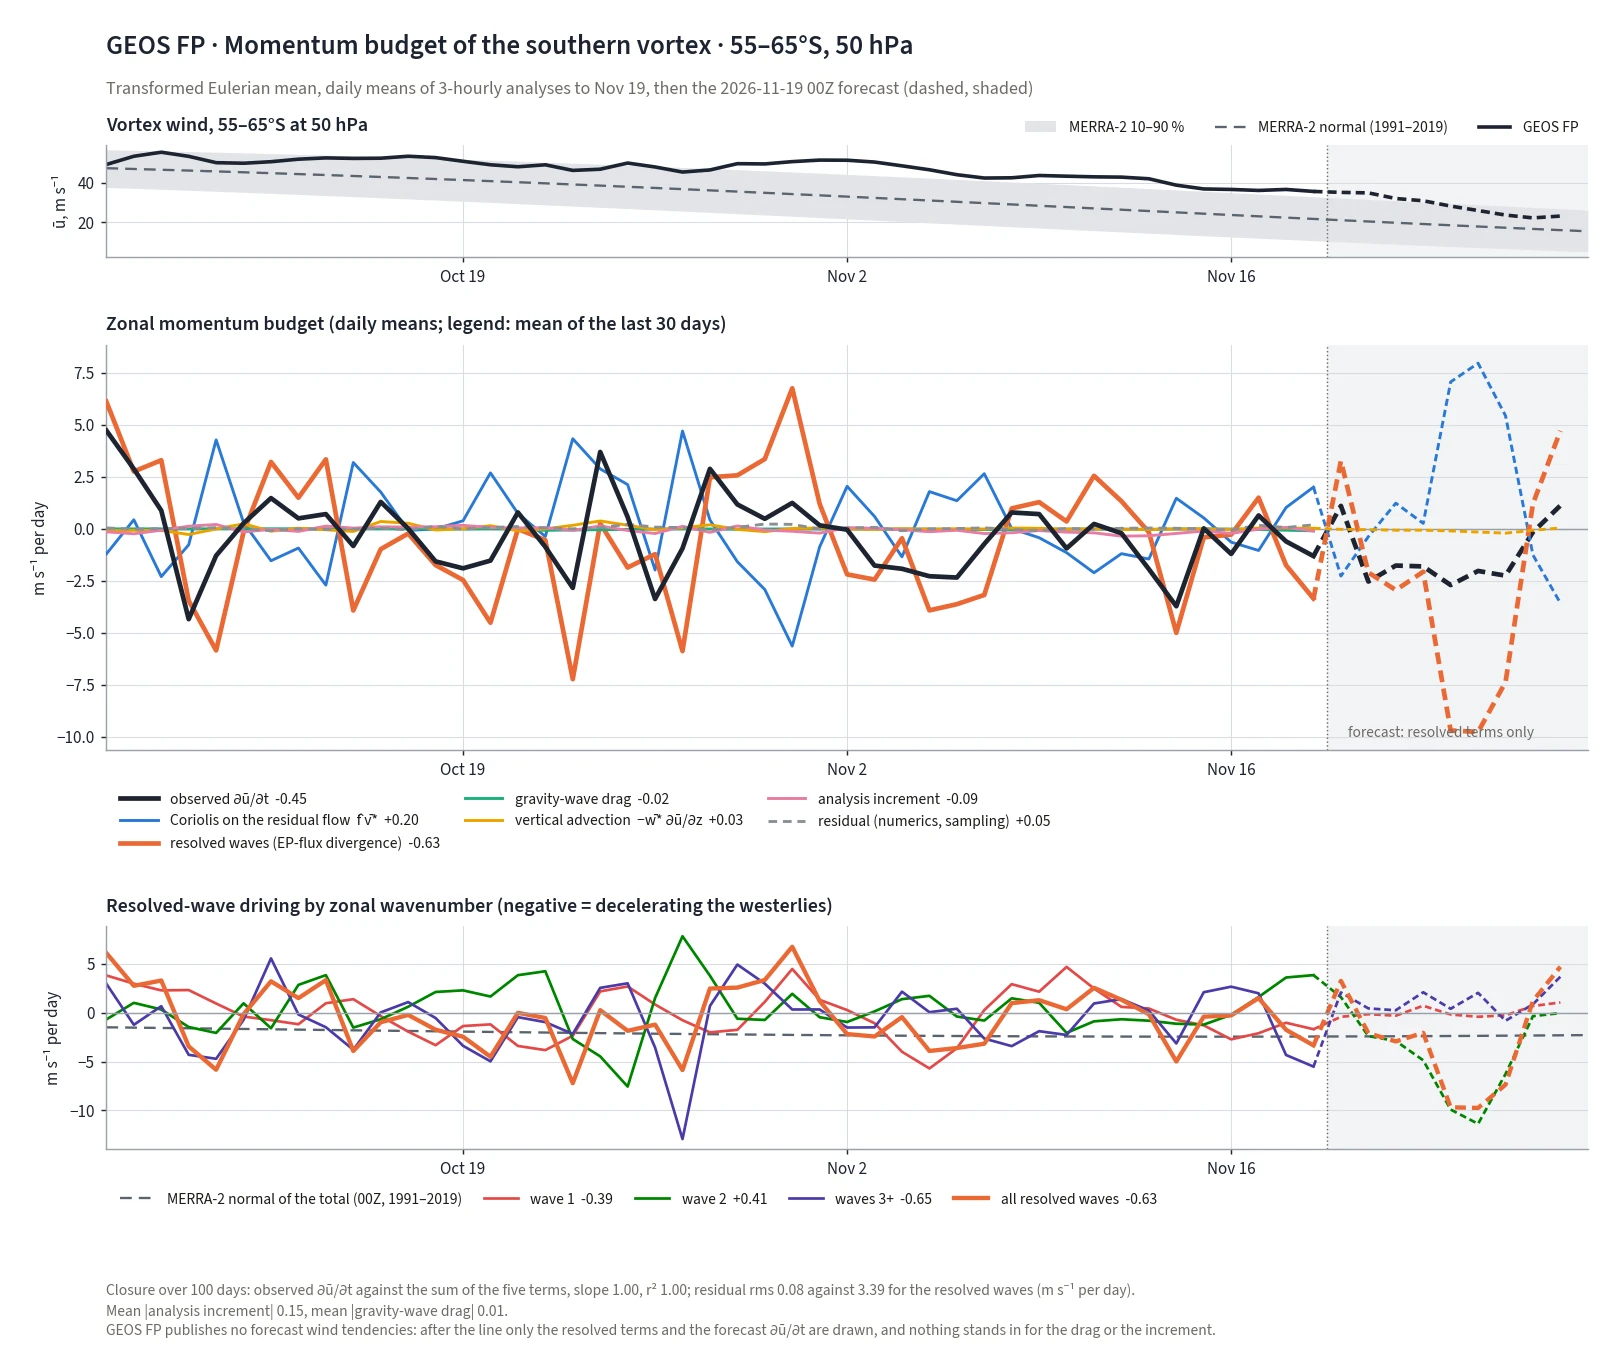 GEOS FP · Momentum budget of the southern vortex · 55–65°S, 50 hPa
Transformed Eulerian mean, daily means of 3-hourly analyses to Nov 19, then the 2026-11-19 00Z forecast (dashed, shaded)
Vortex wind, 55–65°S at 50 hPa
MERRA-2 10–90 %
MERRA-2 normal (1991–2019)
GEOS FP
ū, m s⁻¹
40
20
Oct 19
Nov 2
Nov 16
Zonal momentum budget (daily means; legend: mean of the last 30 days)
m s⁻¹ per day
7.5
5.0
2.5
0.0
−2.5
−5.0
−7.5
−10.0
forecast: resolved terms only
Oct 19
Nov 2
Nov 16
observed ∂ū/∂t -0.45
gravity-wave drag -0.02
analysis increment -0.09
Coriolis on the residual flow f v̄* +0.20
vertical advection −w̄* ∂ū/∂z +0.03
residual (numerics, sampling) +0.05
resolved waves (EP-flux divergence) -0.63
Resolved-wave driving by zonal wavenumber (negative = decelerating the westerlies)
m s⁻¹ per day
5
0
−5
−10
Oct 19
Nov 2
Nov 16
MERRA-2 normal of the total (00Z, 1991–2019)
wave 1 -0.39
wave 2 +0.41
waves 3+ -0.65
all resolved waves -0.63
Closure over 100 days: observed ∂ū/∂t against the sum of the five terms, slope 1.00, r² 1.00; residual rms 0.08 against 3.39 for the resolved waves (m s⁻¹ per day).
Mean |analysis increment| 0.15, mean |gravity-wave drag| 0.01.
GEOS FP publishes no forecast wind tendencies: after the line only the resolved terms and the forecast ∂ū/∂t are drawn, and nothing stands in for the drag or the increment.